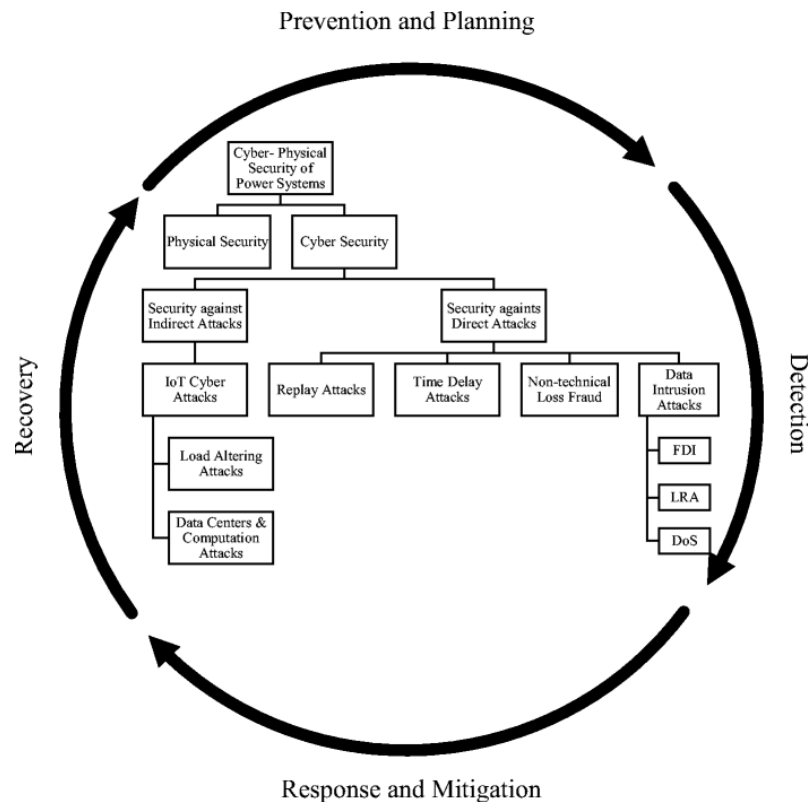 Prevention and Planning
Cyber- Physical
Security of
Power Systems
Physical Security
Cyber Security
Security against
Indirect Attacks
Security againts
Direct Attacks
IoT Cyber
Attacks
Replay Attacks
Time Delay
Attacks
Non-technical
Loss Fraud
Data
Intrusion
Attacks
Load Altering
Attacks
Data Centers &
Computation
Attacks
FDI
LRA
DoS
Recovery
Detection
Response and Mitigation